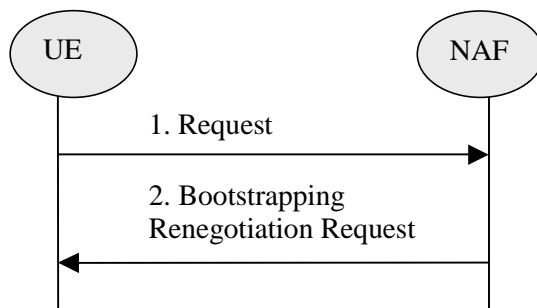 UE
NAF
1. Request
2. Bootstrapping
Renegotiation Request